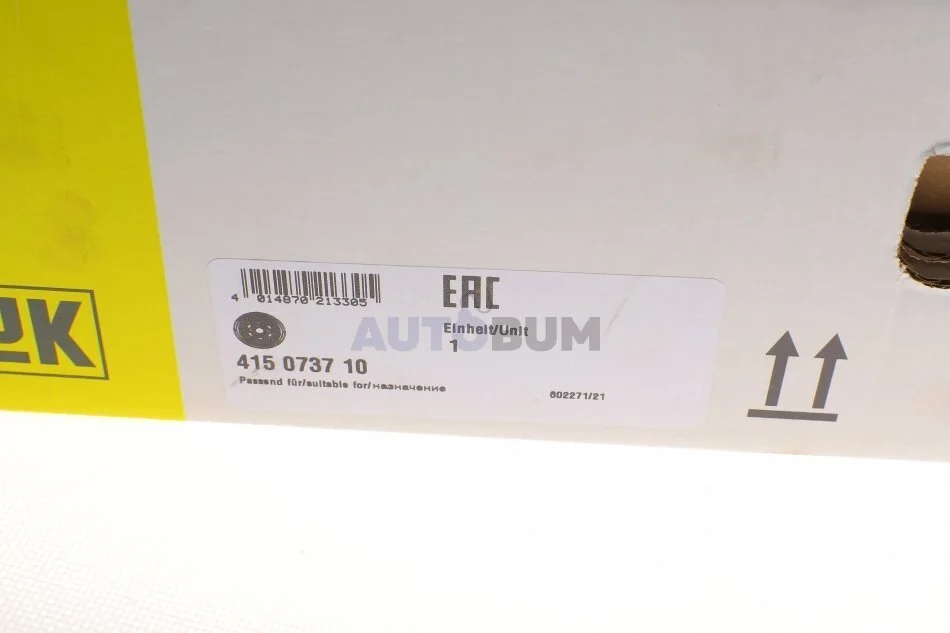 EAC
4 014870 213305
AUTOBUM
Einheit/Unit
1
415 0737 10
Passend für/suitable for/назначение
602271/21